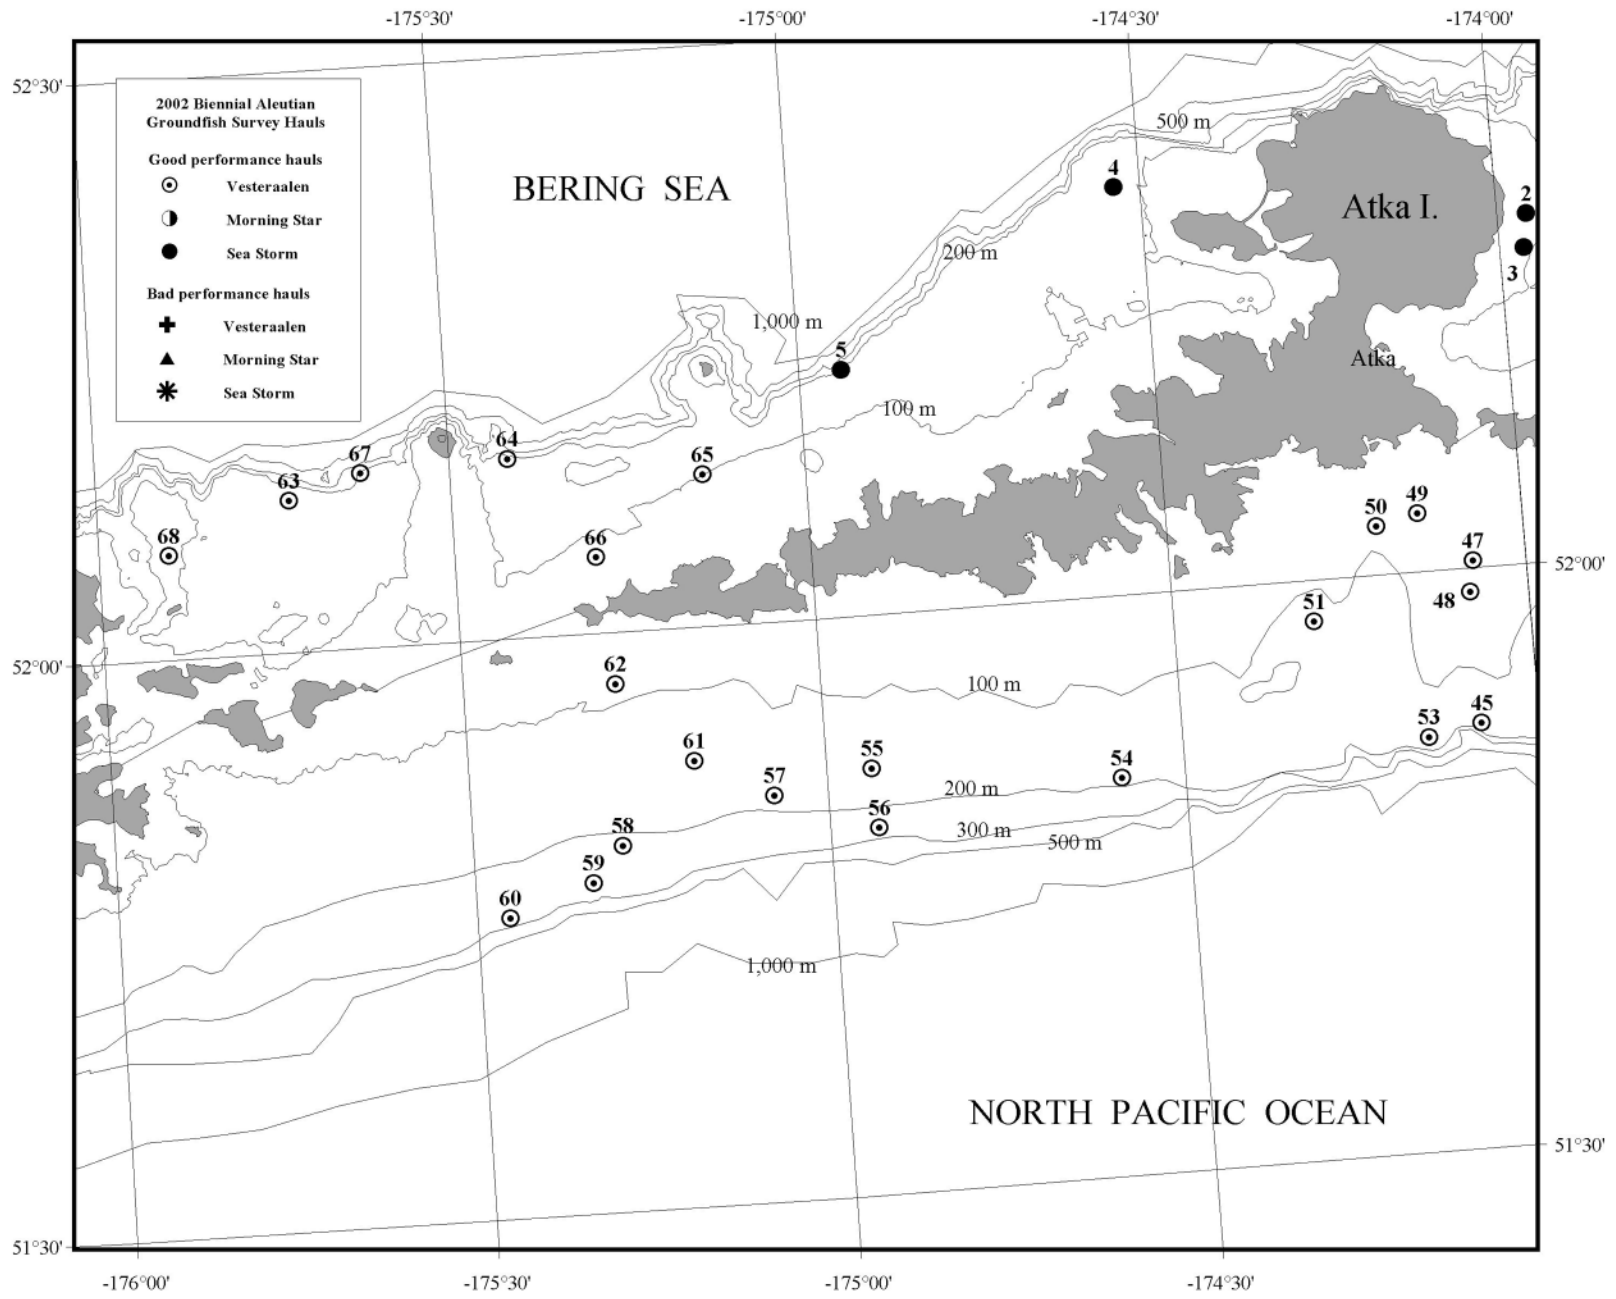 -175°30'
-175°00'
-174°30'
-174°00'
52°30'
2002 Biennial Aleutian
Groundfish Survey Hauls
Good performance hauls
Vesteraalen
Morning Star
Sea Storm
Bad performance hauls
Vesteraalen
Morning Star
Sea Storm
BERING SEA
500 m
4
Atka I.
2
3
200 m
1,000 m
5
Atka
100 m
64
67
65
63
68
66
50
49
47
48
51
52°00'
52°00'
62
100 m
53
45
61
55
54
57
200 m
56
300 m
500 m
58
59
60
1,000 m
NORTH PACIFIC OCEAN
51°30'
51°30'
-176°00'
-175°30'
-175°00'
-174°30'